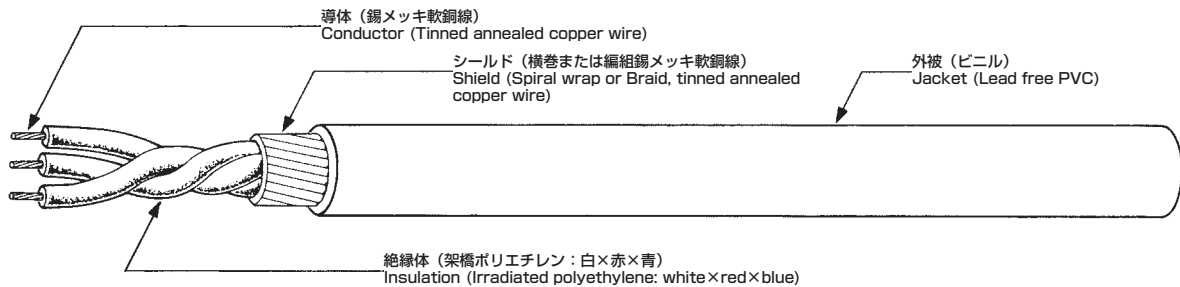 導体（錫メッキ軟銅線）
Conductor (Tinned annealed copper wire)
シールド（横巻または編組錫メッキ軟銅線）
Shield (Spiral wrap or Braid, tinned annealed
copper wire)
外被（ビニル）
Jacket (Lead free PVC)
絶縁体（架橋ポリエチレン：白×赤×青）
Insulation (Irradiated polyethylene: white×red×blue)